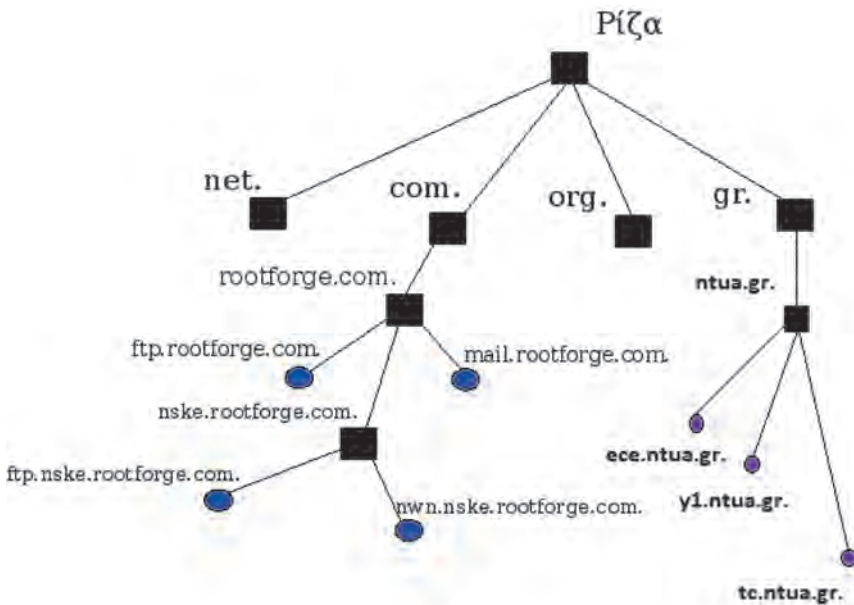 Ρίζα
net.
com.
org.
gr.
rootforge.com.
ntua.gr.
ftp.rootforge.com.
mail.rootforge.com.
nske.rootforge.com.
ece.ntua.gr.
ftp.nske.rootforge.com.
nwn.nske.rootforge.com.
y1.ntua.gr.
tc.ntua.gr.